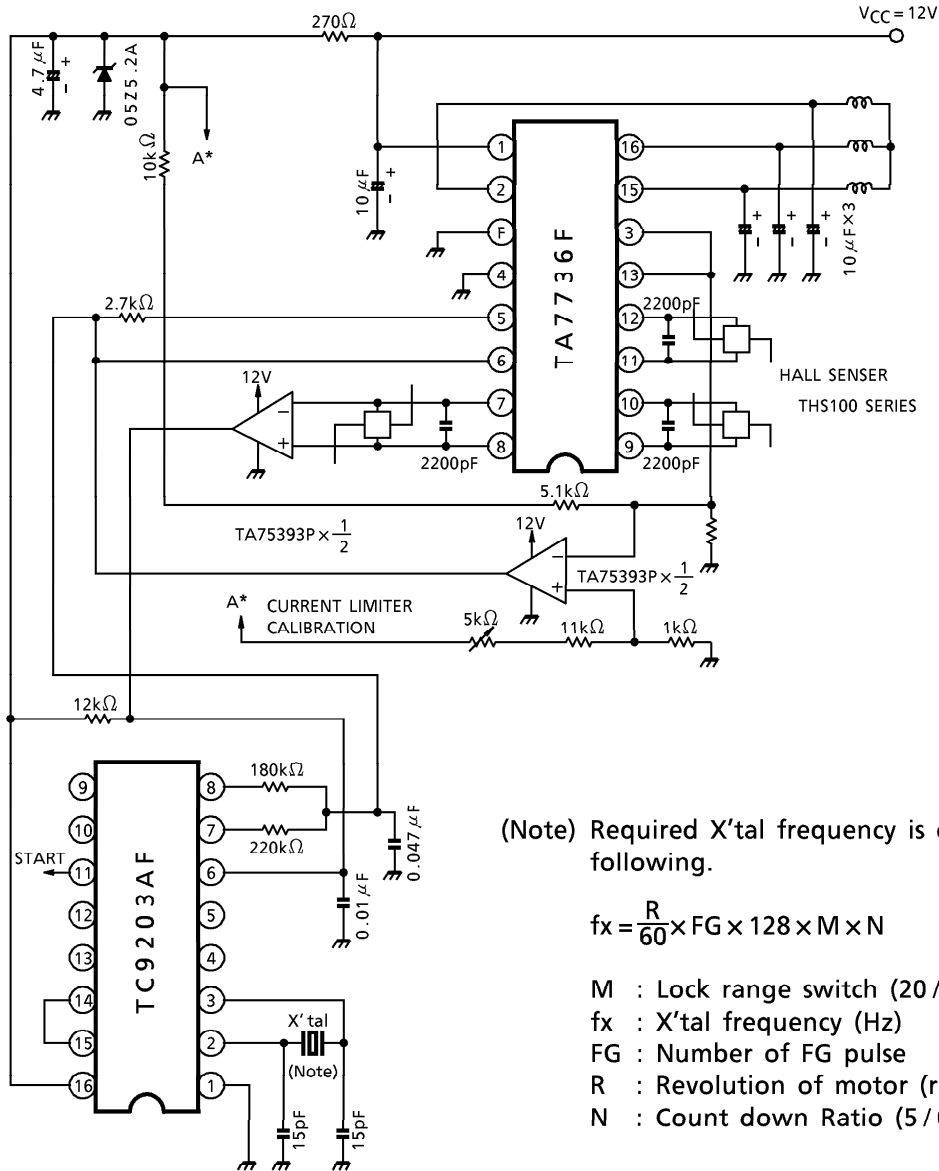 270Ω
VCC = 12V
4.7μF
+
-
05Z5.2A
A*
10kΩ
10μF
+
-
1
2
F
4
5
6
7
8
TA7736F
16
15
3
13
12
11
10
9
+
-
+
-
+
-
10μF×3
2.7kΩ
2200pF
HALL SENSER
THS100 SERIES
12V
-
+
2200pF
2200pF
5.1kΩ
TA75393P × 1/2
12V
-
+
TA75393P × 1/2
A*
CURRENT LIMITER
CALIBRATION
5kΩ
11kΩ
1kΩ
12kΩ
9
10
START
11
12
13
14
15
16
TC9203AF
8
7
6
5
4
3
2
1
180kΩ
220kΩ
0.047μF
0.01μF
X'tal
(Note)
15pF
15pF
(Note) Required X'tal frequency is
following.
fx = R/60 × FG × 128 × M × N
M : Lock range switch (20/
fx : X'tal frequency (Hz)
FG : Number of FG pulse
R : Revolution of motor (r
N : Count down Ratio (5/